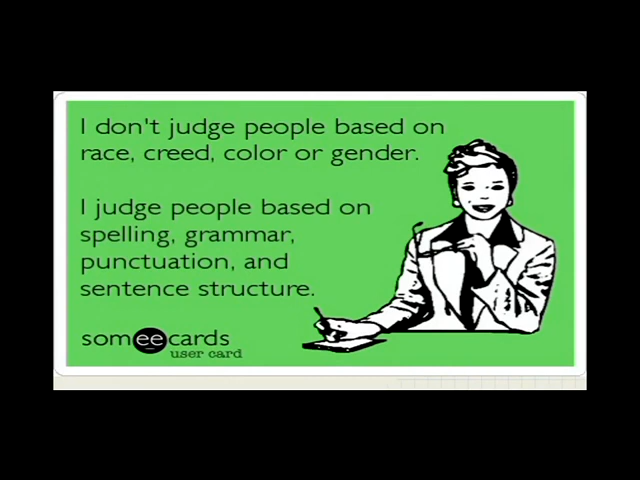 I don't judge people based on
race, creed, color or gender.
I judge people based on
spelling, grammar,
punctuation, and
sentence structure.
someecards
user card